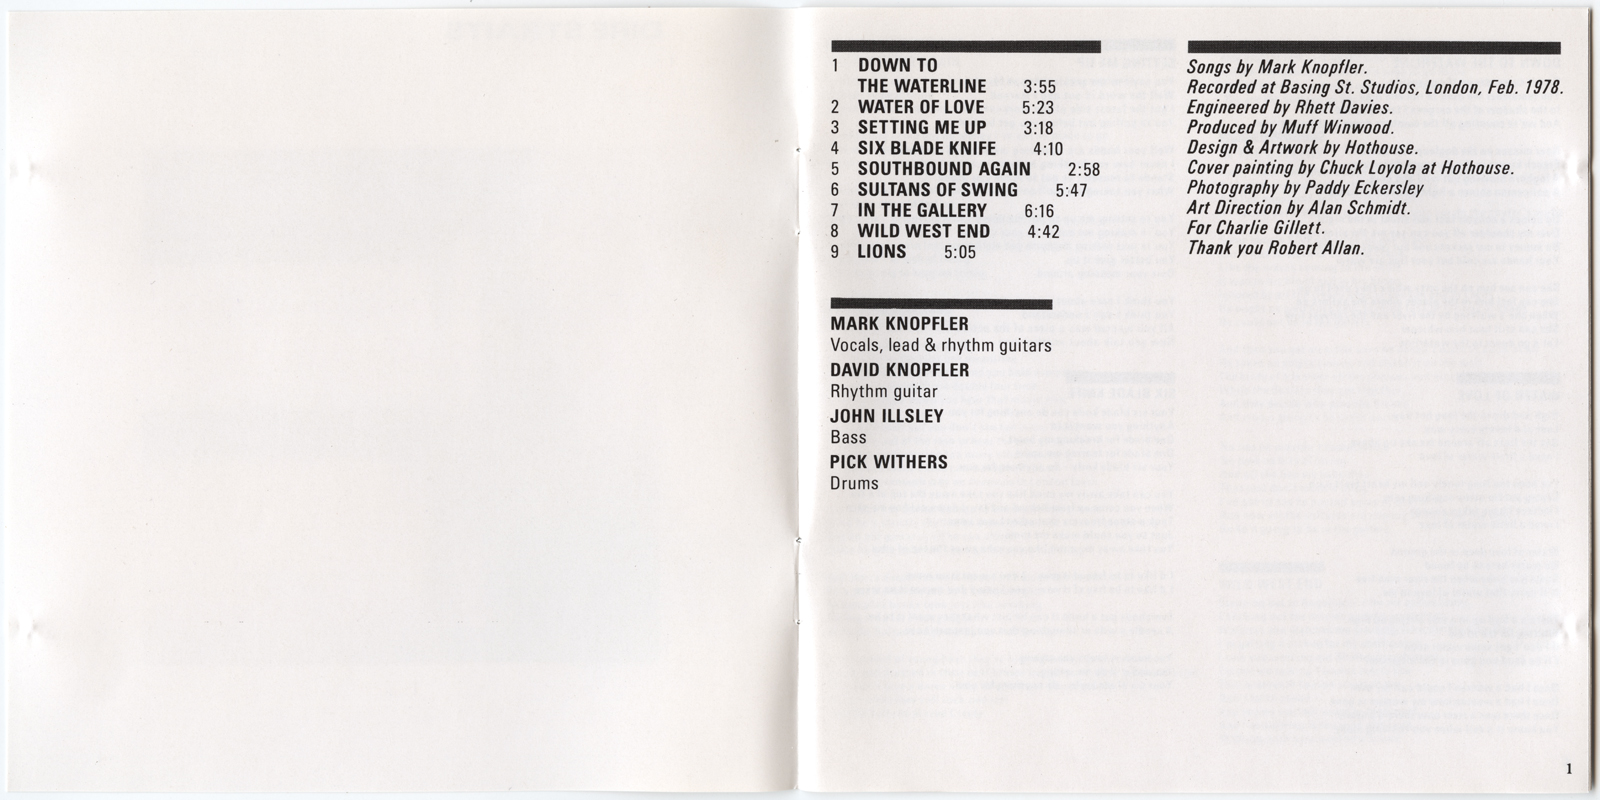 1 DOWN TO
THE WATERLINE 3:55
2 WATER OF LOVE 5:23
3 SETTING ME UP 3:18
4 SIX BLADE KNIFE 4:10
5 SOUTHBOUND AGAIN 2:58
6 SULTANS OF SWING 5:47
7 IN THE GALLERY 6:16
8 WILD WEST END 4:42
9 LIONS 5:05
MARK KNOPFLER
Vocals, lead & rhythm guitars
DAVID KNOPFLER
Rhythm guitar
JOHN ILLSLEY
Bass
PICK WITHERS
Drums
Songs by Mark Knopfler.
Recorded at Basing St. Studios, London, Feb. 1978.
Engineered by Rhett Davies.
Produced by Muff Winwood.
Design & Artwork by Hothouse.
Cover painting by Chuck Loyola at Hothouse.
Photography by Paddy Eckersley
Art Direction by Alan Schmidt.
For Charlie Gillett.
Thank you Robert Allan.
1